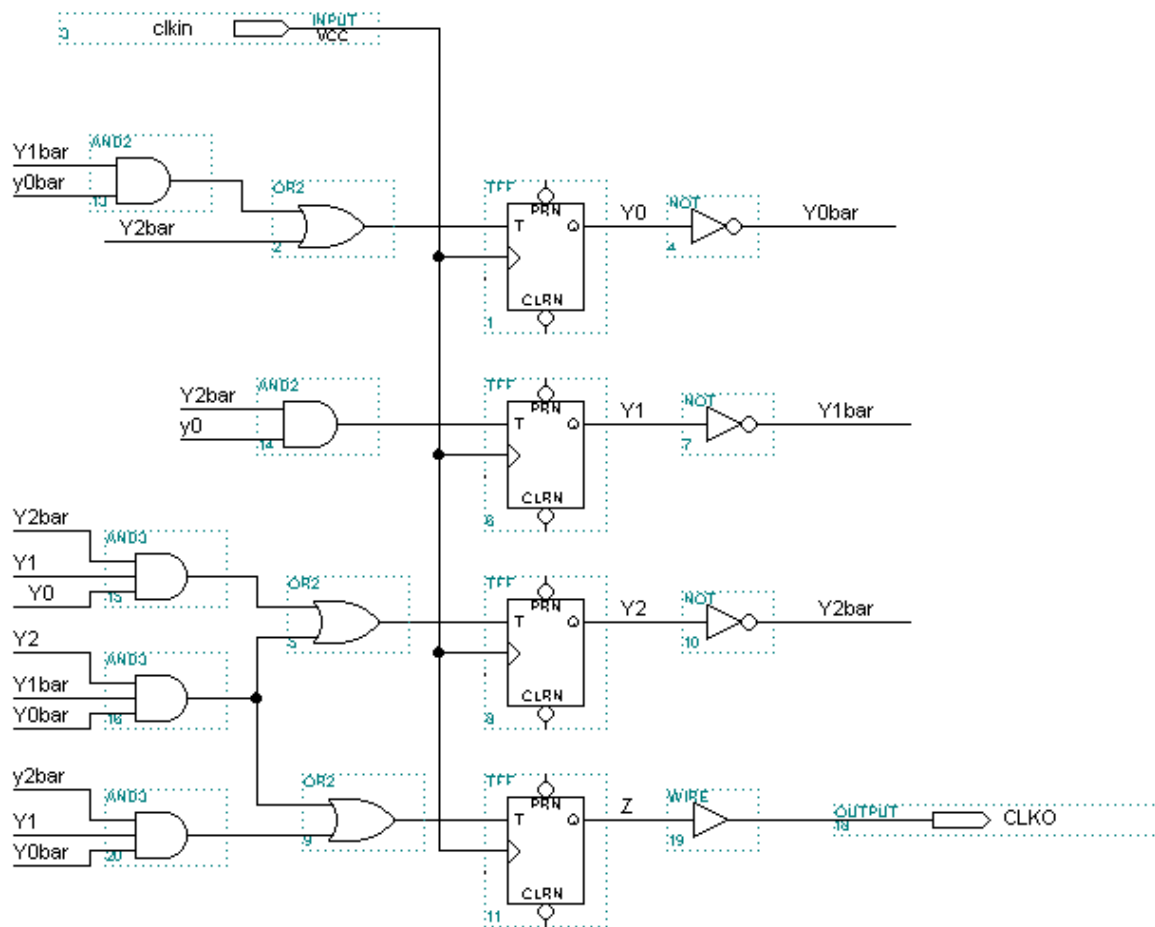 clkin
INPUT
VCC
3
AND2
Y1bar
y0bar
13
OR2
Y2bar
2
TFF
PRN
T
Q
CLRN
1
Y0
NOT
4
Y0bar
AND2
Y2bar
y0
14
TFF
PRN
T
Q
CLRN
6
Y1
NOT
7
Y1bar
Y2bar
AND3
Y1
Y0
15
OR2
5
Y2
AND3
Y1bar
Y0bar
16
TFF
PRN
T
Q
CLRN
8
Y2
NOT
10
Y2bar
y2bar
AND3
Y1
Y0bar
20
OR2
9
TFF
PRN
T
Q
CLRN
11
Z
WIRE
19
OUTPUT
18
CLKO